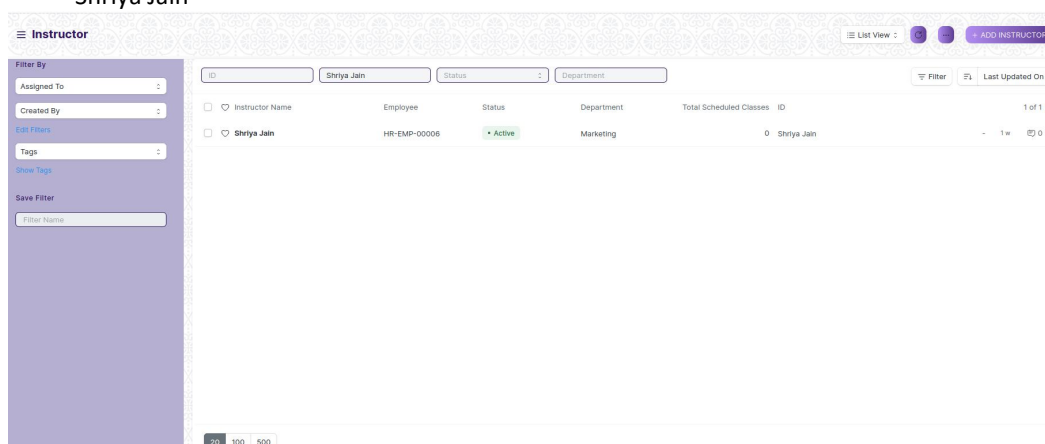 Shriya Jain
Instructor
List View
+ ADD INSTRUCTOR
Filter By
Assigned To
Created By
Edit Filters
Tags
Show Tags
Save Filter
Filter Name
ID Shriya Jain Status Department
Filter Last Updated On
Instructor Name Employee Status Department Total Scheduled Classes ID 1 of 1
Shriya Jain HR-EMP-00006 • Active Marketing 0 Shriya Jain - 1 w 0
20 100 500